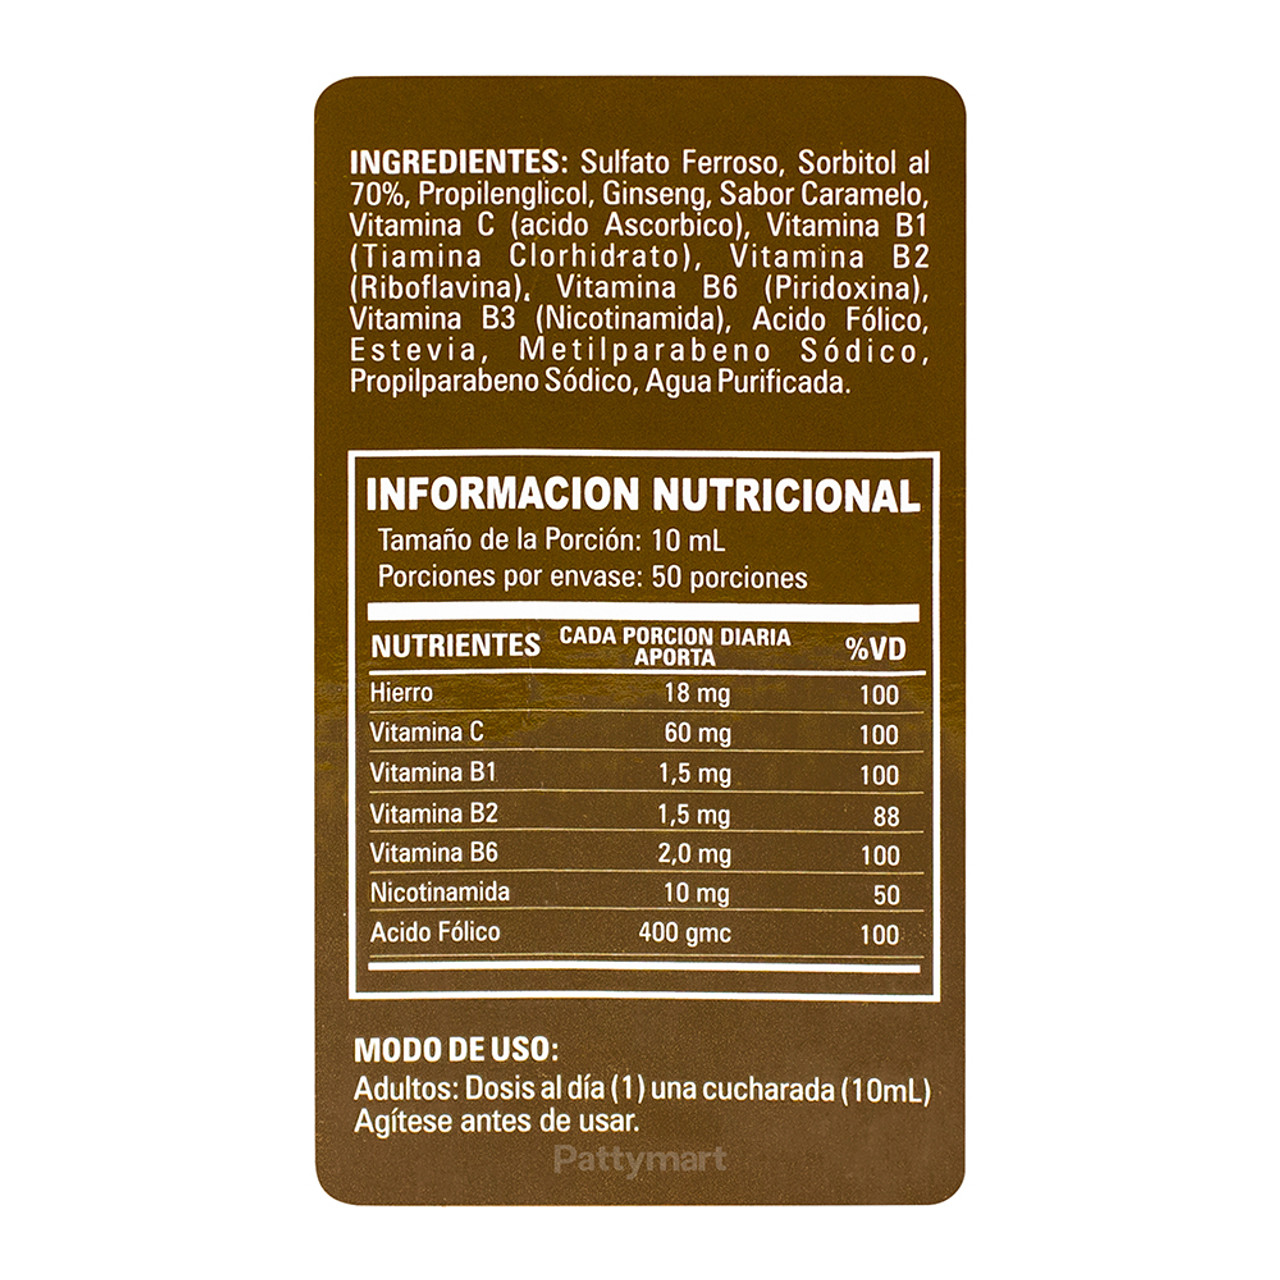 INGREDIENTES: Sulfato Ferroso, Sorbitol al
70%, Propilenglicol, Ginseng, Sabor Caramelo,
Vitamina C (acido Ascorbico), Vitamina B1
(Tiamina Clorhidrato), Vitamina B2
(Riboflavina), Vitamina B6 (Piridoxina),
Vitamina B3 (Nicotinamida), Acido Fólico,
Estevia, Metilparabeno Sódico,
Propilparabeno Sódico, Agua Purificada.
INFORMACION NUTRICIONAL
Tamaño de la Porción: 10 mL
Porciones por envase: 50 porciones
NUTRIENTES CADA PORCION DIARIA APORTA %VD
Hierro 18 mg 100
Vitamina C 60 mg 100
Vitamina B1 1,5 mg 100
Vitamina B2 1,5 mg 88
Vitamina B6 2,0 mg 100
Nicotinamida 10 mg 50
Acido Fólico 400 gmc 100
MODO DE USO:
Adultos: Dosis al día (1) una cucharada (10mL)
Agítese antes de usar.
Pattymart